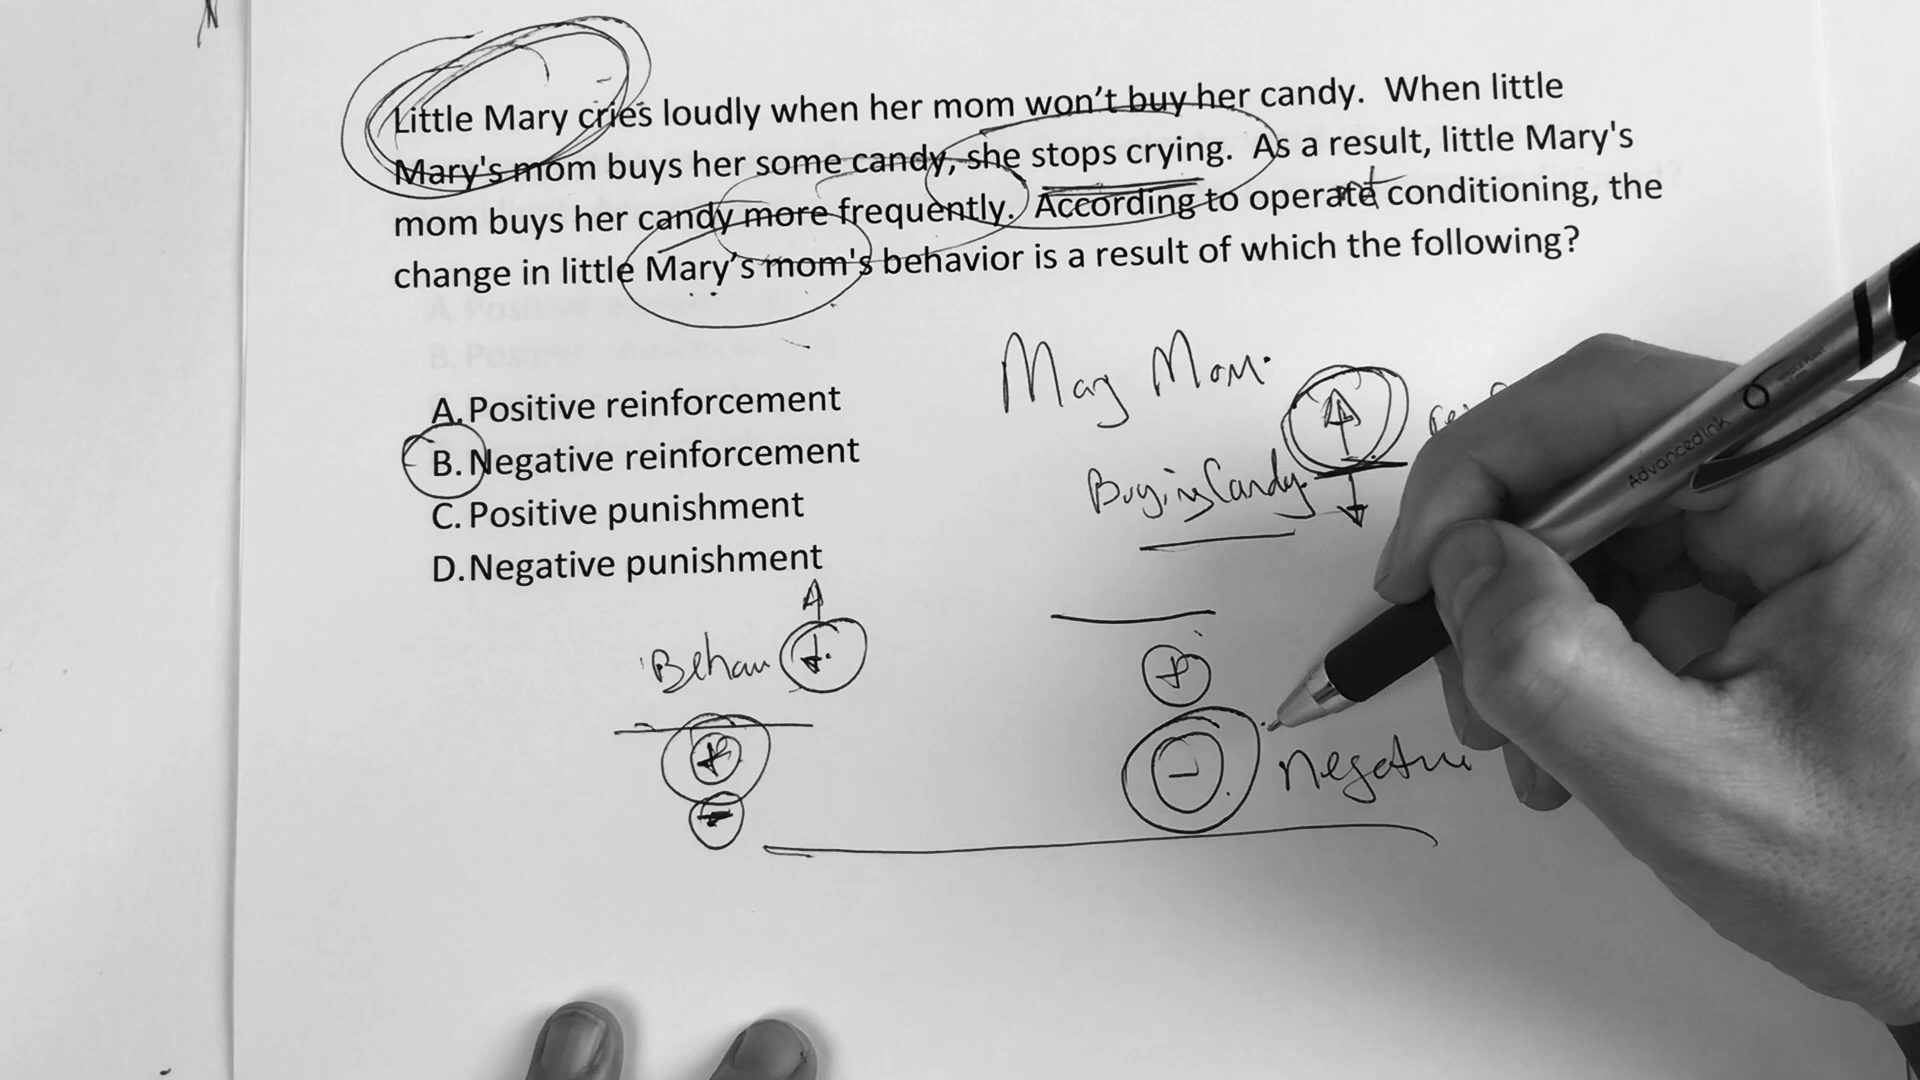 Little Mary cries loudly when her mom won't buy her candy. When little
Mary's mom buys her some candy, she stops crying. As a result, little Mary's
mom buys her candy more frequently. According to operant conditioning, the
change in little Mary's mom's behavior is a result of which the following?
A. Positive reinforcement
B. Negative reinforcement
C. Positive punishment
D. Negative punishment
Mary Mom.
Buying Candy
Behav
+
-
+
-
negative
AdvancedInk